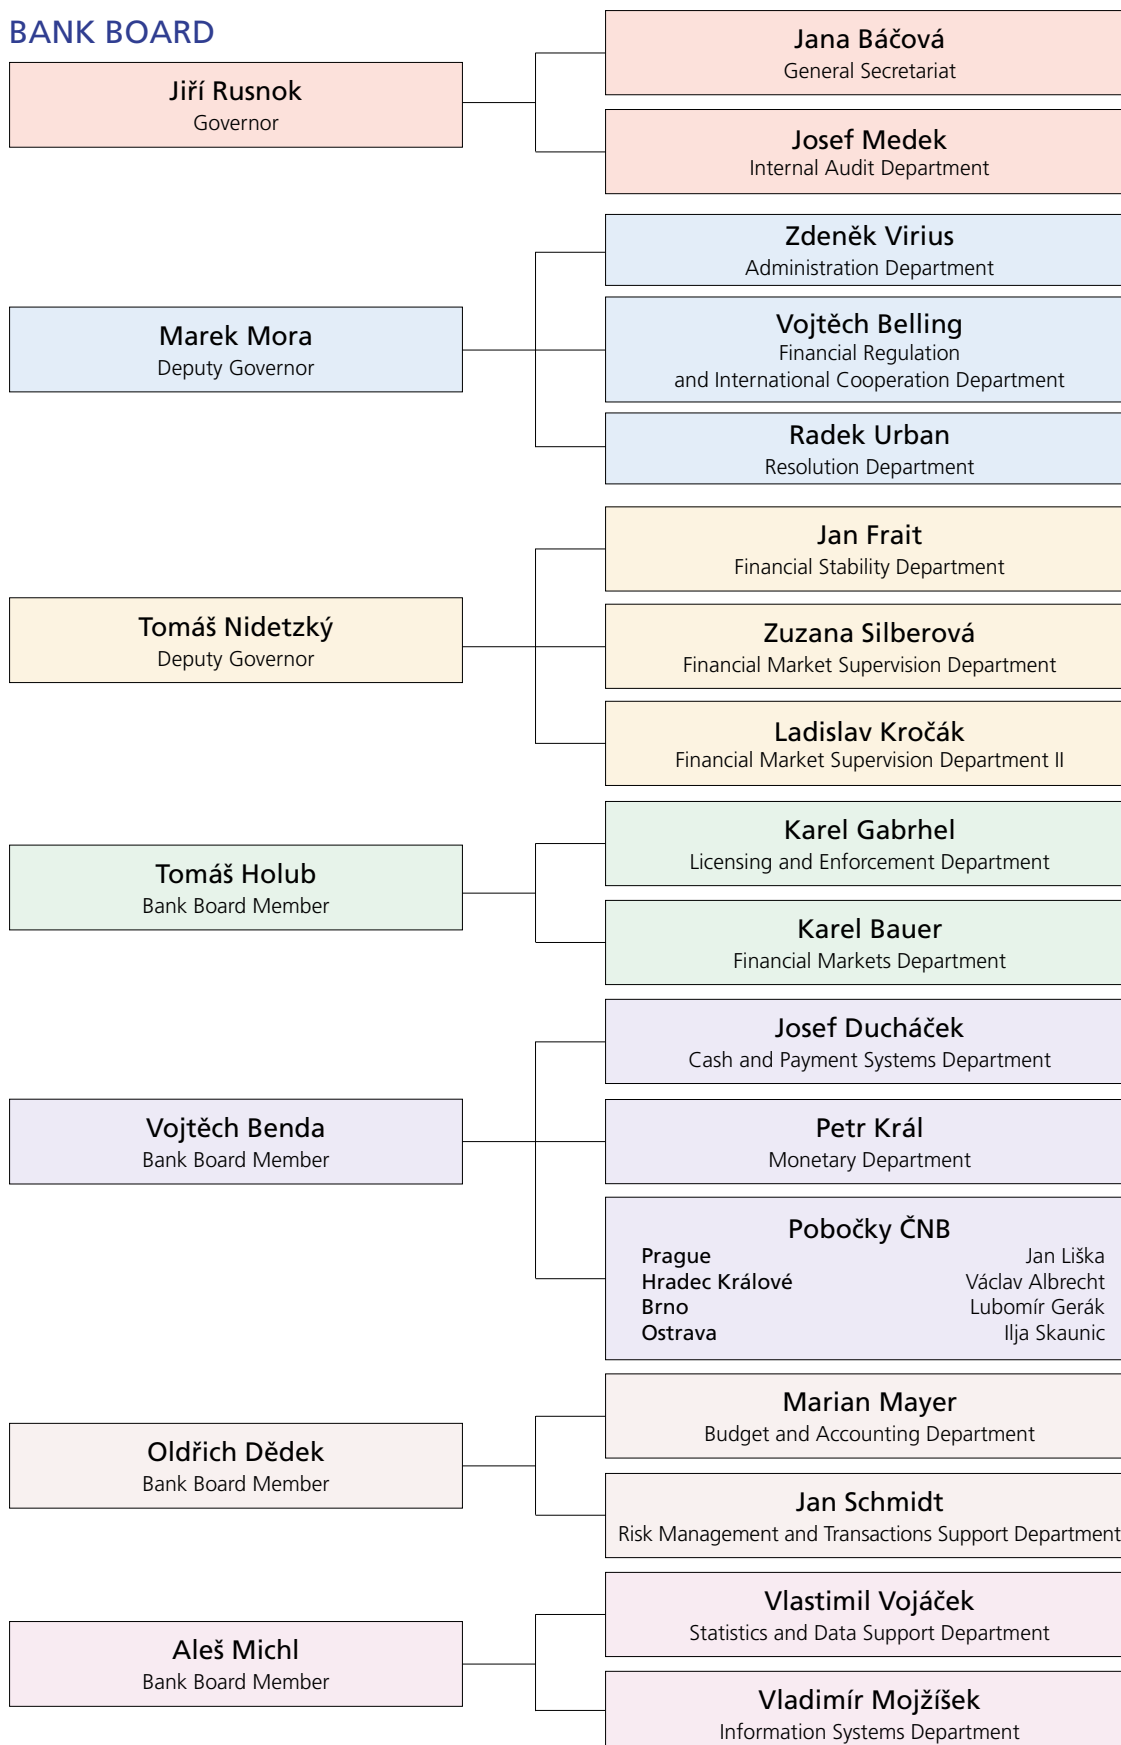 BANK BOARD
Jiří Rusnok
Governor
Jana Báčová
General Secretariat
Josef Medek
Internal Audit Department
Marek Mora
Deputy Governor
Zdeněk Virius
Administration Department
Vojtěch Belling
Financial Regulation
and International Cooperation Department
Radek Urban
Resolution Department
Tomáš Nidetzký
Deputy Governor
Jan Frait
Financial Stability Department
Zuzana Silberová
Financial Market Supervision Department
Ladislav Kročák
Financial Market Supervision Department II
Tomáš Holub
Bank Board Member
Karel Gabrhel
Licensing and Enforcement Department
Karel Bauer
Financial Markets Department
Vojtěch Benda
Bank Board Member
Josef Ducháček
Cash and Payment Systems Department
Petr Král
Monetary Department
Pobočky ČNB
Prague Jan Liška
Hradec Králové Václav Albrecht
Brno Lubomír Gerák
Ostrava Ilja Skaunic
Oldřich Dědek
Bank Board Member
Marian Mayer
Budget and Accounting Department
Jan Schmidt
Risk Management and Transactions Support Department
Aleš Michl
Bank Board Member
Vlastimil Vojáček
Statistics and Data Support Department
Vladimír Mojžíšek
Information Systems Department